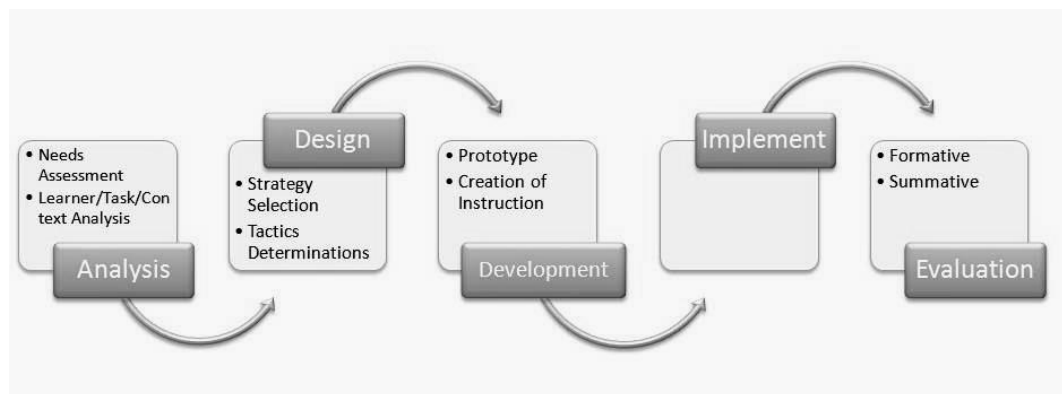 • Needs
Assessment
• Learner/Task/Con
text Analysis
Analysis
Design
• Strategy
Selection
• Tactics
Determinations
• Prototype
• Creation of
Instruction
Development
Implement
• Formative
• Summative
Evaluation